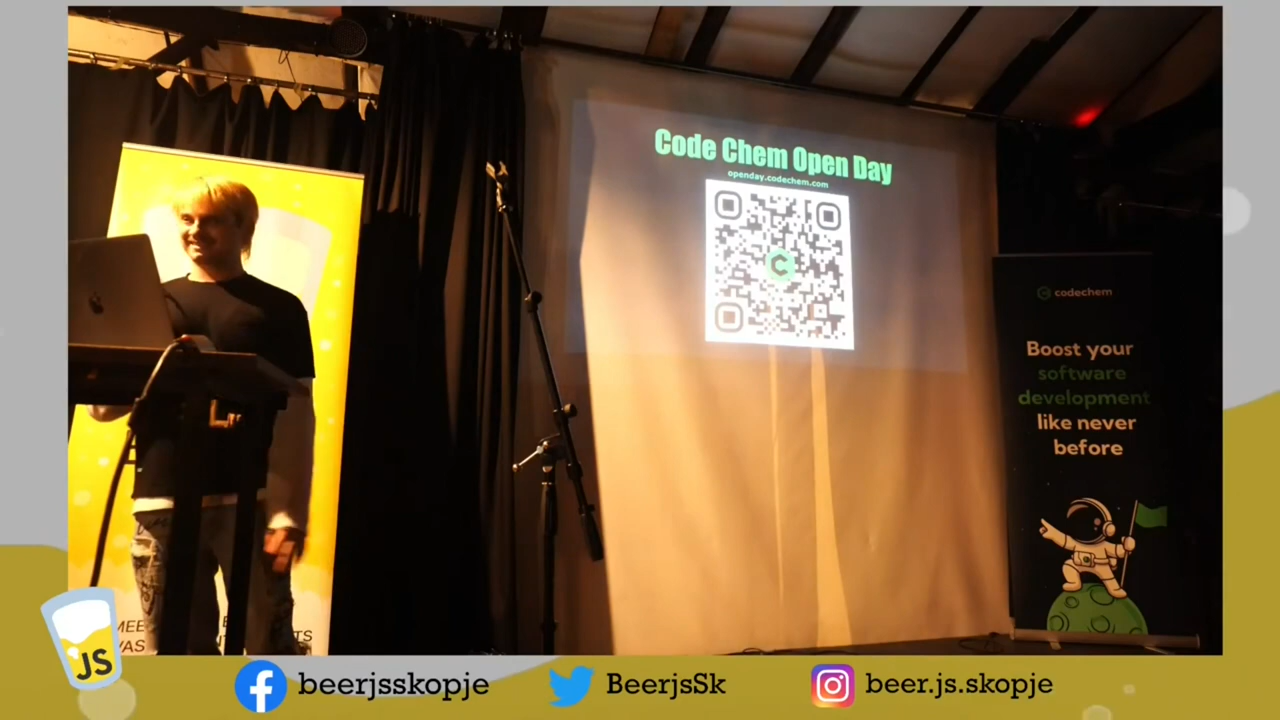 Code Chem Open Day
openday.codechem.com
C
codechem
Boost your
software
development
like never
before
JS
beerjsskopje
BeerjsSk
beer.js.skopje